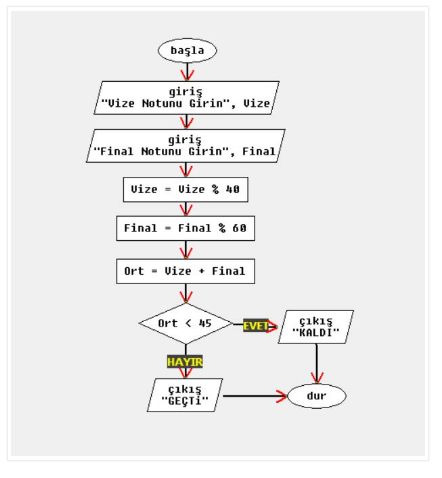 başla
giriş
"Vize Notunu Girin", Vize
giriş
"Final Notunu Girin", Final
Vize = Vize % 40
Final = Final % 60
Ort = Vize + Final
Ort < 45
EVET
çıkış
"KALDI"
HAYIR
çıkış
"GEÇTİ"
dur